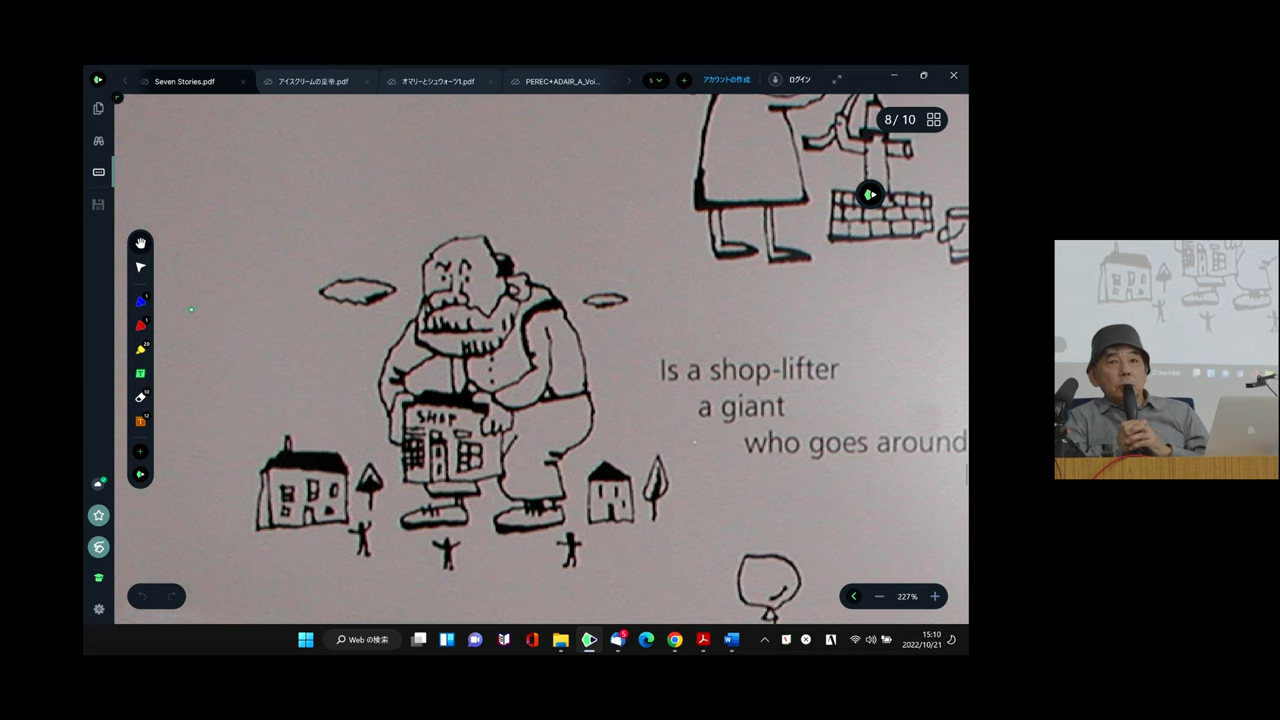 Seven Stories.pdf
アイスクリームの皇帝.pdf
オマリーとシュウォーツ1.pdf
PEREC+ADAIR_A_Voi...
5
アカウントの作成
ログイン
8/ 10
SHOP
Is a shop-lifter
a giant
who goes around
227%
Web の検索
15:10
2022/10/21